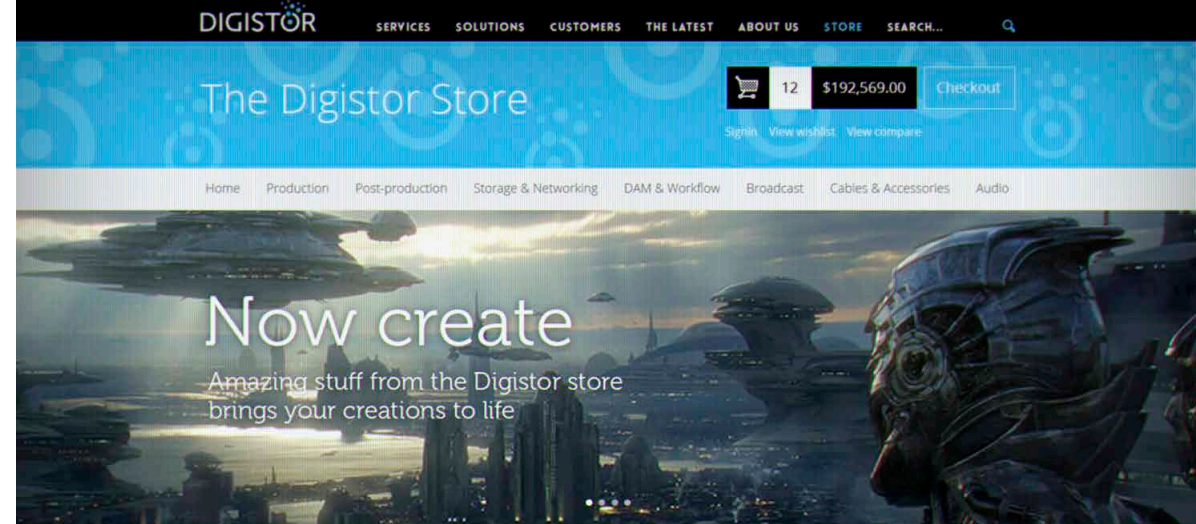 DIGISTOR
SERVICES SOLUTIONS CUSTOMERS THE LATEST ABOUT US STORE SEARCH...
The Digistor Store
12 $192,569.00 Checkout
Signin View wishlist View compare
Home Production Post-production Storage & Networking DAM & Workflow Broadcast Cables & Accessories Audio
Now create
Amazing stuff from the Digistor store
brings your creations to life